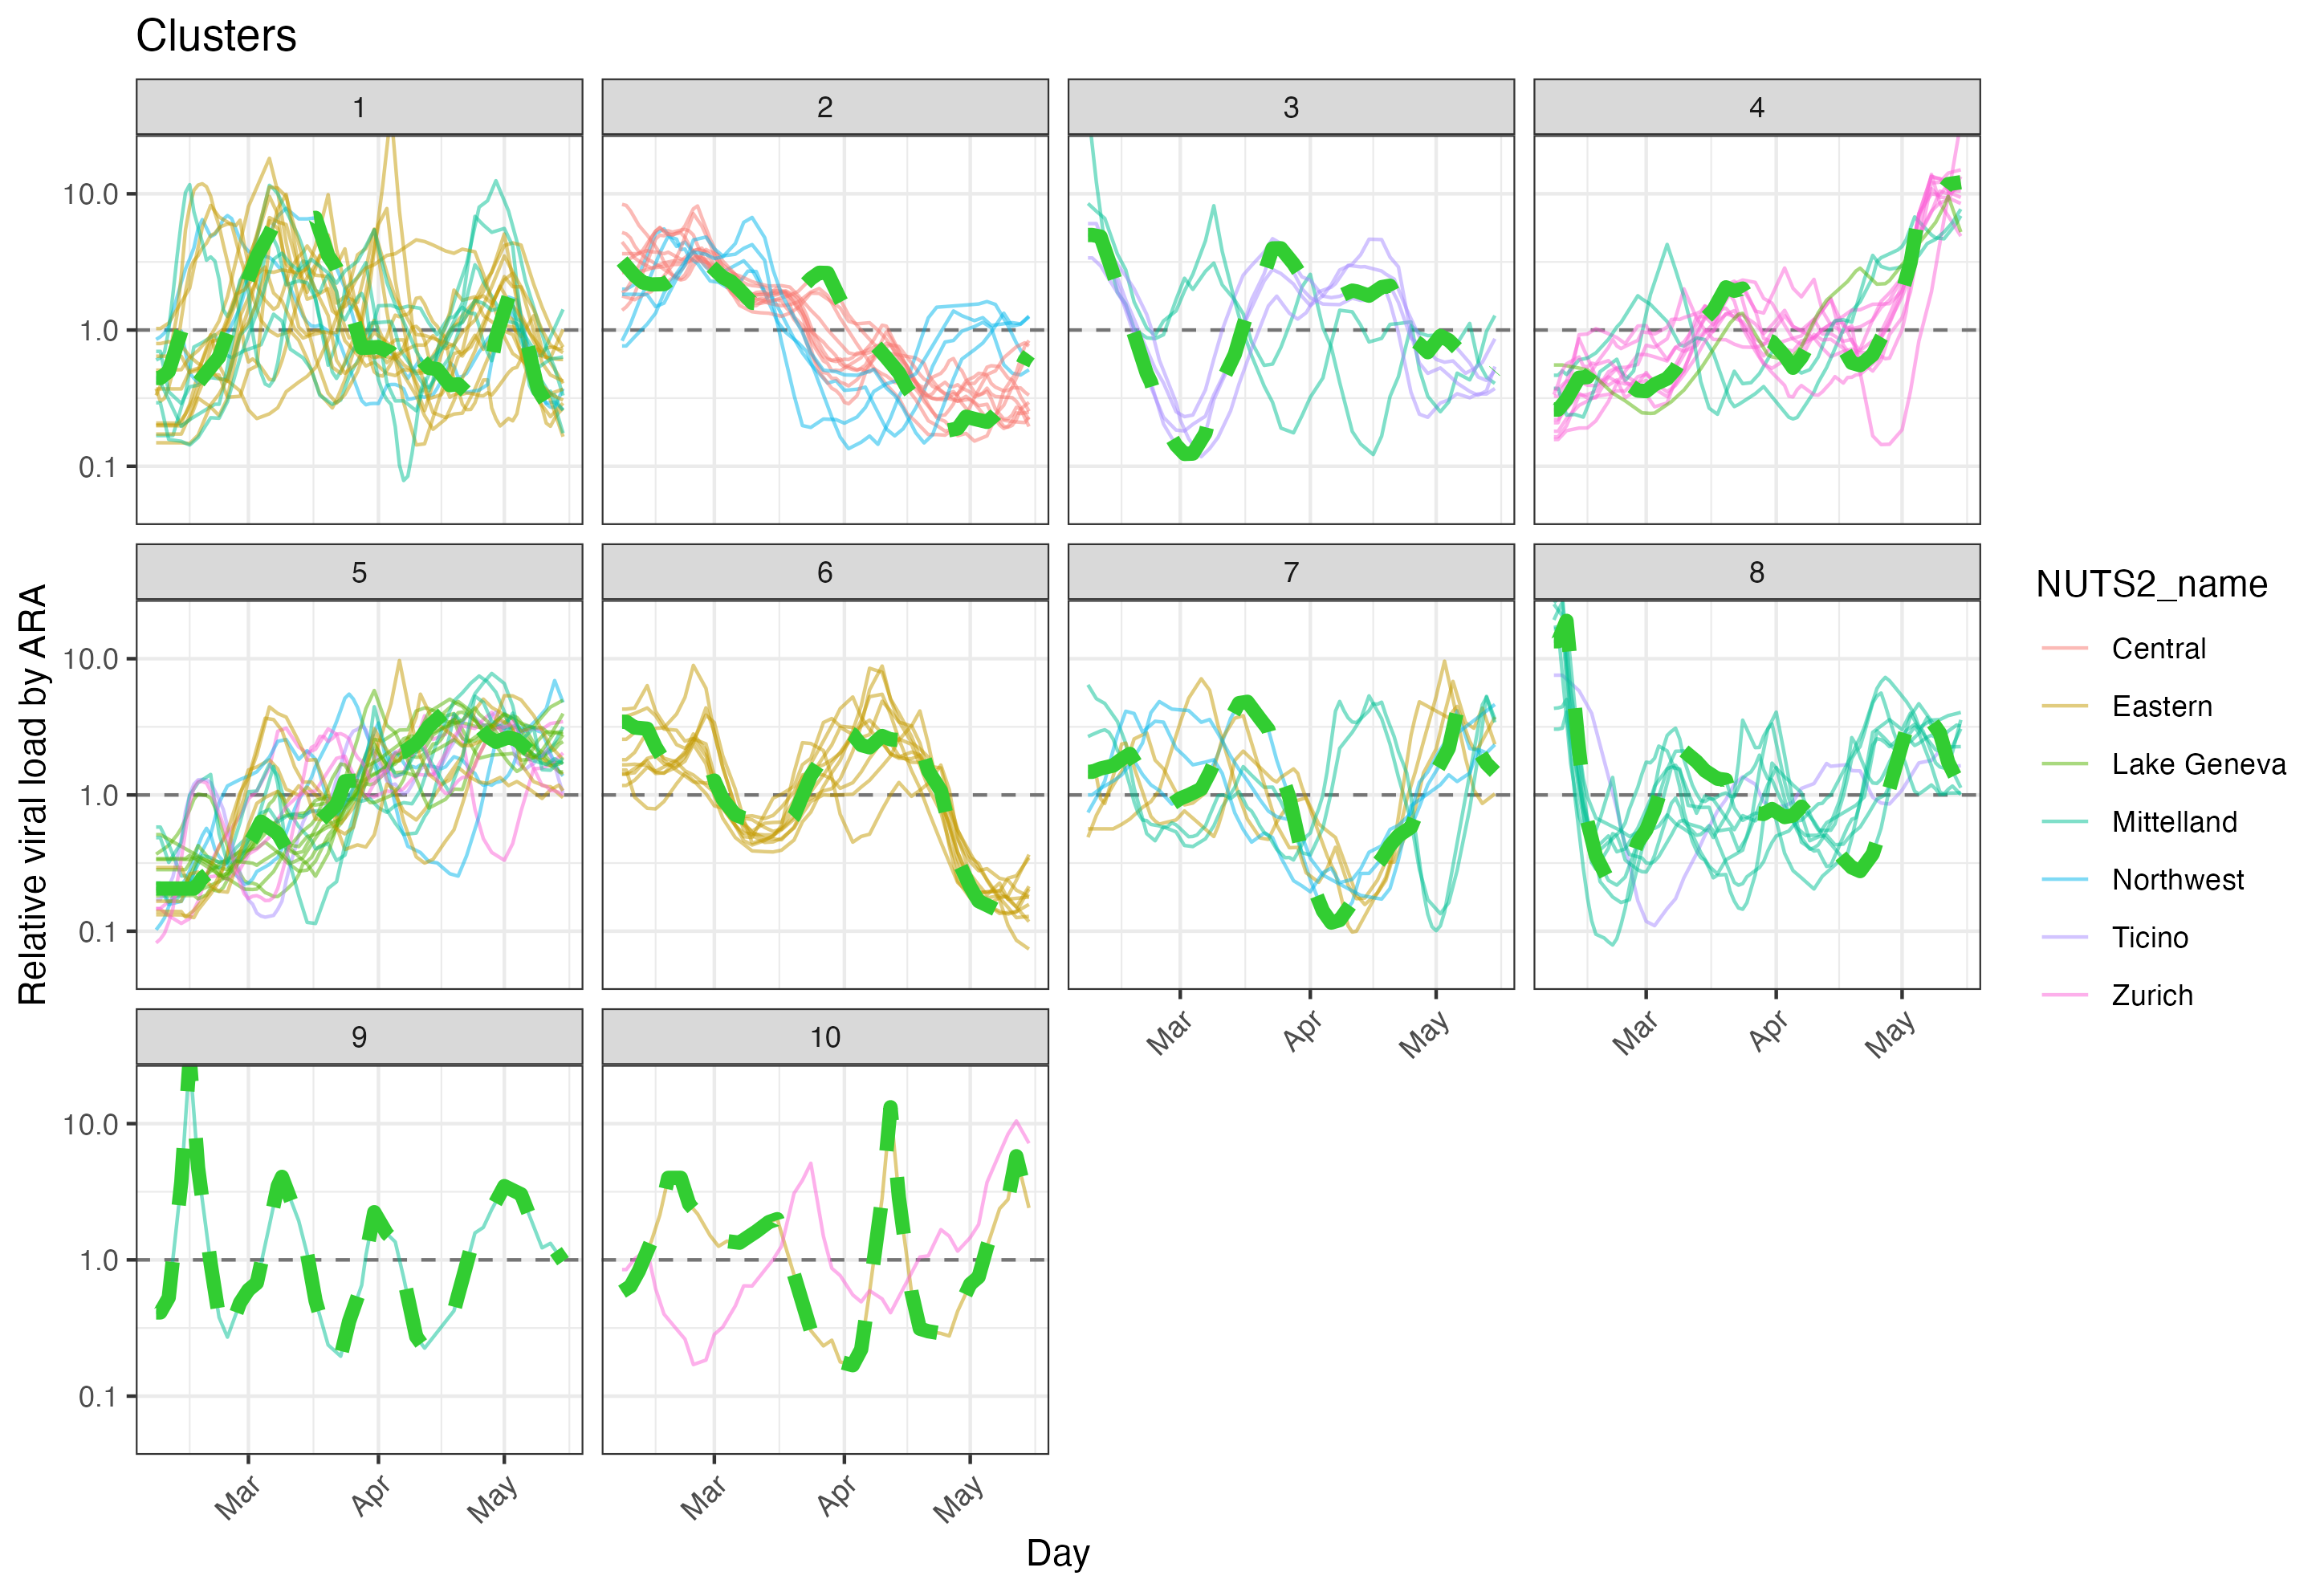 Clusters
1
2
3
4
10.0
1.0
0.1
5
6
7
8
10.0
1.0
0.1
Mar
Apr
May
Mar
Apr
May
9
10
10.0
1.0
0.1
Mar
Apr
May
Mar
Apr
May
Day
Relative viral load by ARA
NUTS2_name
Central
Eastern
Lake Geneva
Mittelland
Northwest
Ticino
Zurich